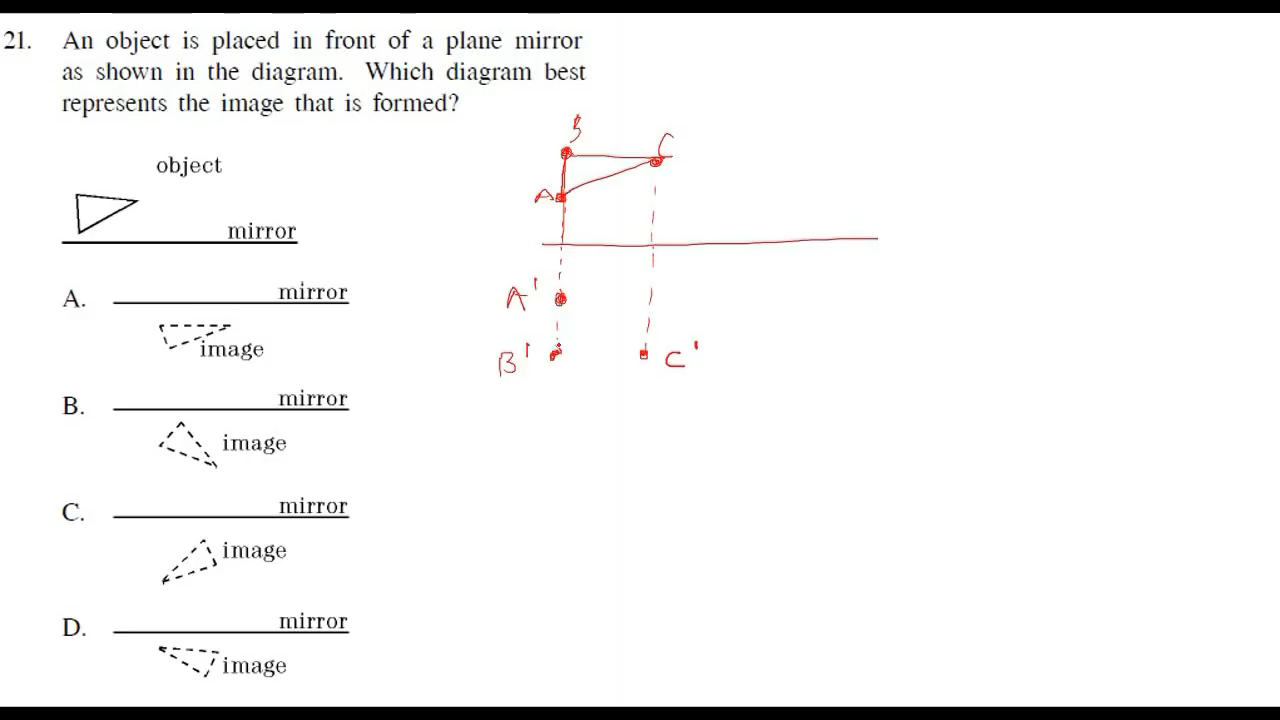 21. An object is placed in front of a plane mirror
as shown in the diagram. Which diagram best
represents the image that is formed?
object
mirror
A. mirror
image
B. mirror
image
C. mirror
image
D. mirror
image
B
C
A
A'
B'
C'